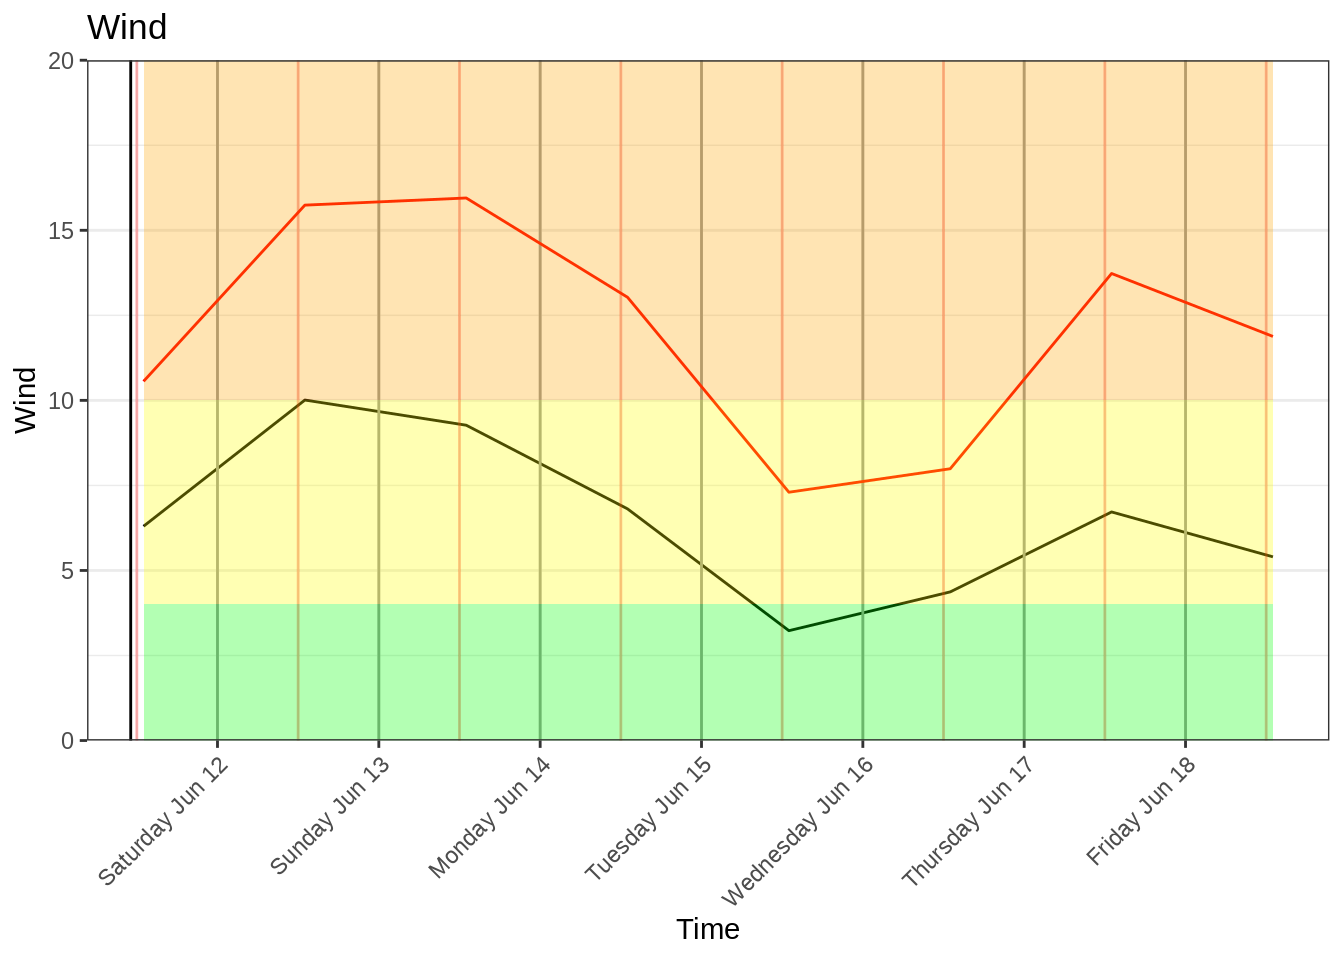 Wind
20
15
10
5
0
Wind
Saturday Jun 12
Sunday Jun 13
Monday Jun 14
Tuesday Jun 15
Wednesday Jun 16
Thursday Jun 17
Friday Jun 18
Time